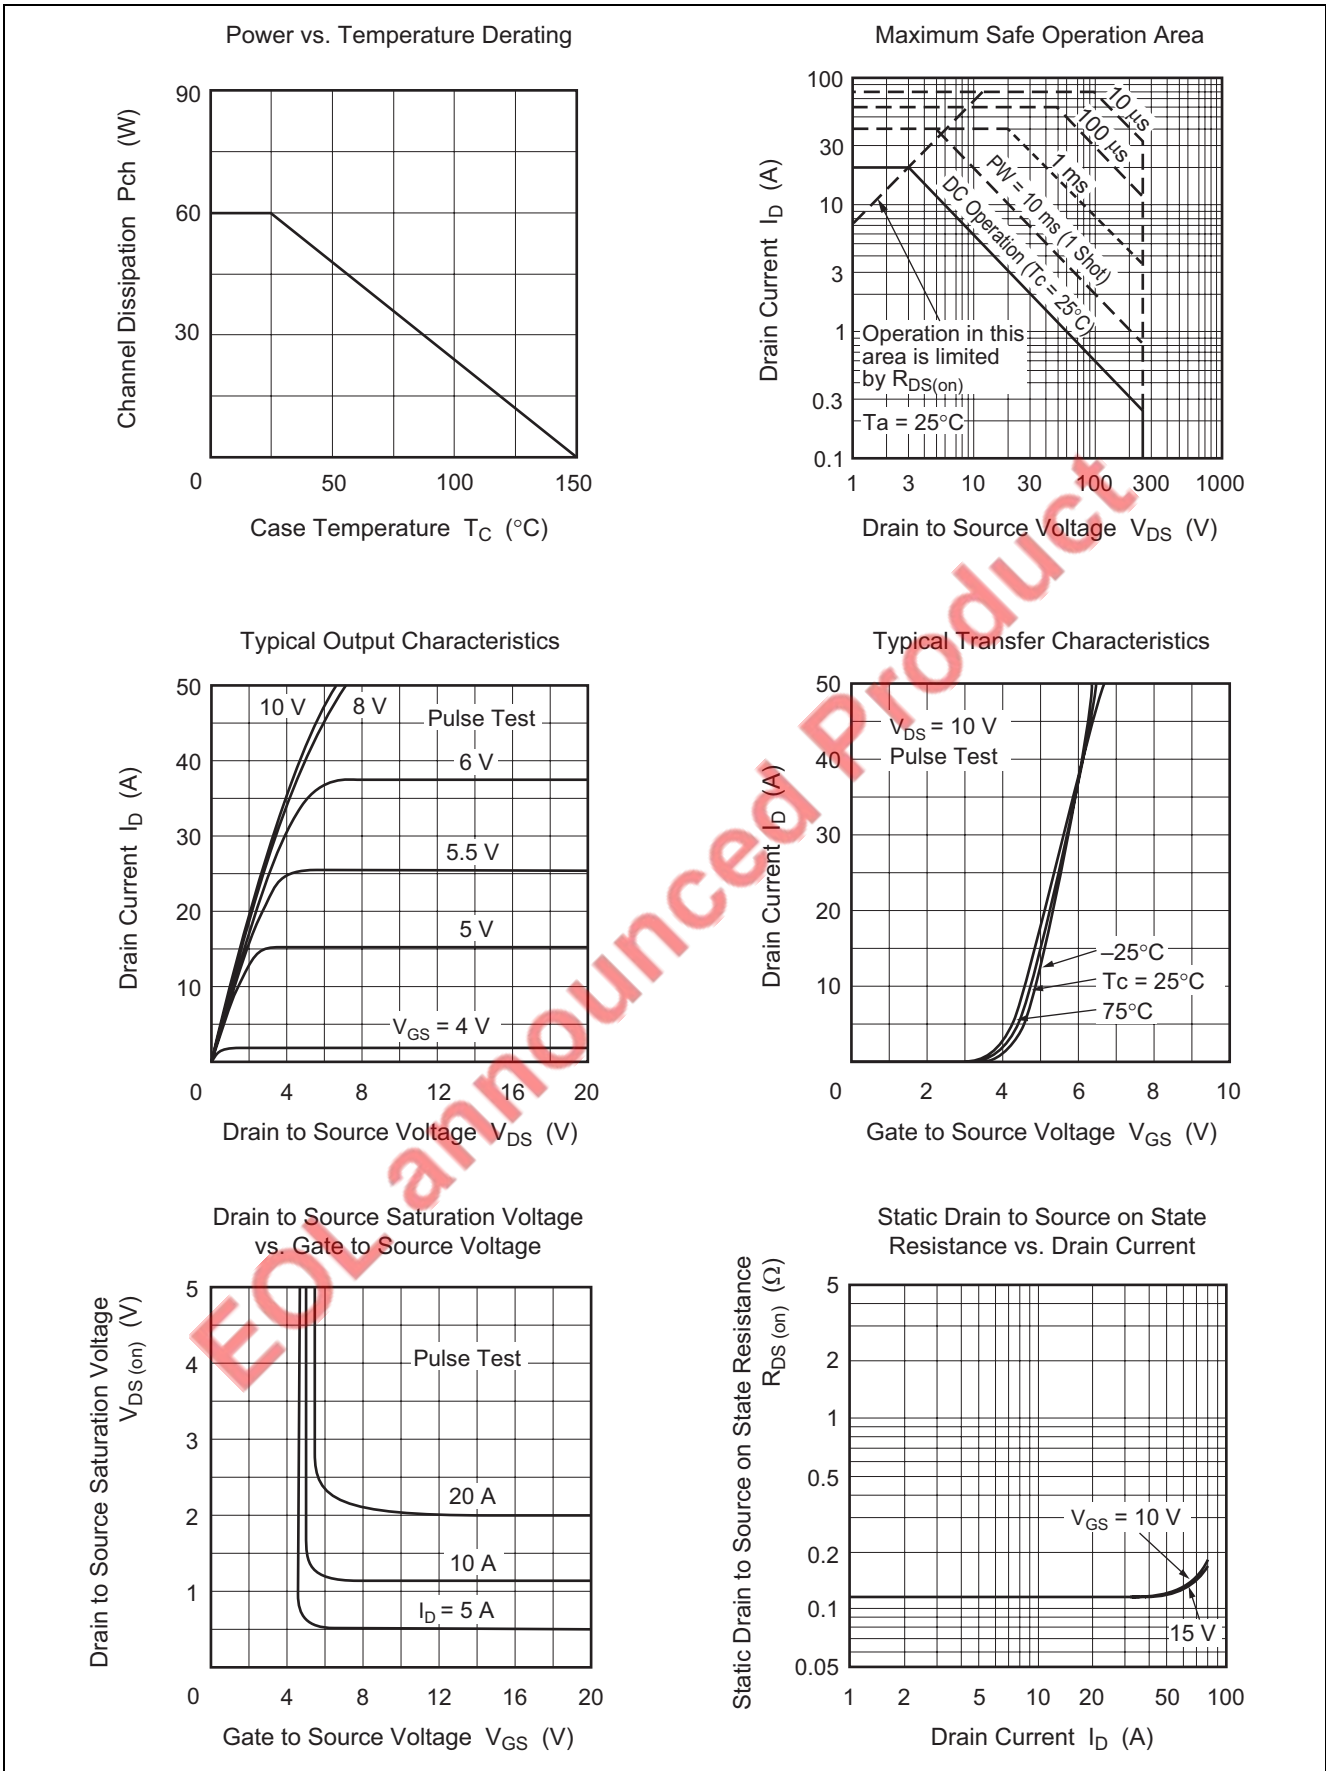 Power vs. Temperature Derating
Channel Dissipation Pch (W)
90
60
30
0
50
100
150
Case Temperature TC (°C)
Maximum Safe Operation Area
Drain Current ID (A)
100
30
10
3
1
0.3
0.1
10 μs
100 μs
1 ms
PW = 10 ms (1 Shot)
DC Operation (Tc = 25°C)
Operation in this
area is limited
by RDS(on)
Ta = 25°C
1
3
10
30
100
300
1000
Drain to Source Voltage VDS (V)
Typical Output Characteristics
Drain Current ID (A)
50
40
30
20
10
10 V
8 V
Pulse Test
6 V
5.5 V
5 V
VGS = 4 V
0
4
8
12
16
20
Drain to Source Voltage VDS (V)
Typical Transfer Characteristics
Drain Current ID (A)
50
40
30
20
10
VDS = 10 V
Pulse Test
–25°C
Tc = 25°C
75°C
0
2
4
6
8
10
Gate to Source Voltage VGS (V)
Drain to Source Saturation Voltage
vs. Gate to Source Voltage
Drain to Source Saturation Voltage
VDS (on) (V)
5
4
3
2
1
Pulse Test
20 A
10 A
ID = 5 A
0
4
8
12
16
20
Gate to Source Voltage VGS (V)
Static Drain to Source on State
Resistance vs. Drain Current
Static Drain to Source on State Resistance
RDS (on) (Ω)
5
2
1
0.5
0.2
0.1
0.05
VGS = 10 V
15 V
1
2
5
10
20
50
100
Drain Current ID (A)
EOL announced Product